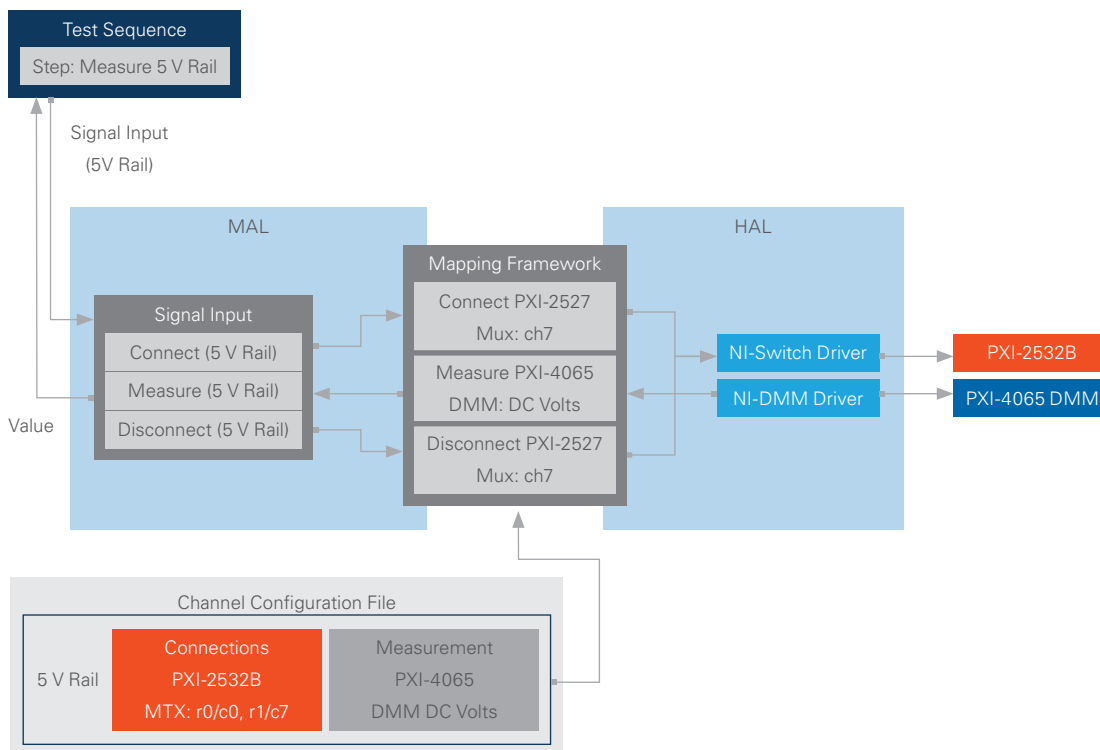 Test Sequence
Step: Measure 5 V Rail
Signal Input
(5V Rail)
MAL
HAL
Mapping Framework
Connect PXI-2527
Mux: ch7
Measure PXI-4065
DMM: DC Volts
Disconnect PXI-2527
Mux: ch7
Signal Input
Connect (5 V Rail)
Measure (5 V Rail)
Disconnect (5 V Rail)
Value
NI-Switch Driver
NI-DMM Driver
PXI-2532B
PXI-4065 DMM
Channel Configuration File
5 V Rail
Connections
PXI-2532B
MTX: r0/c0, r1/c7
Measurement
PXI-4065
DMM DC Volts